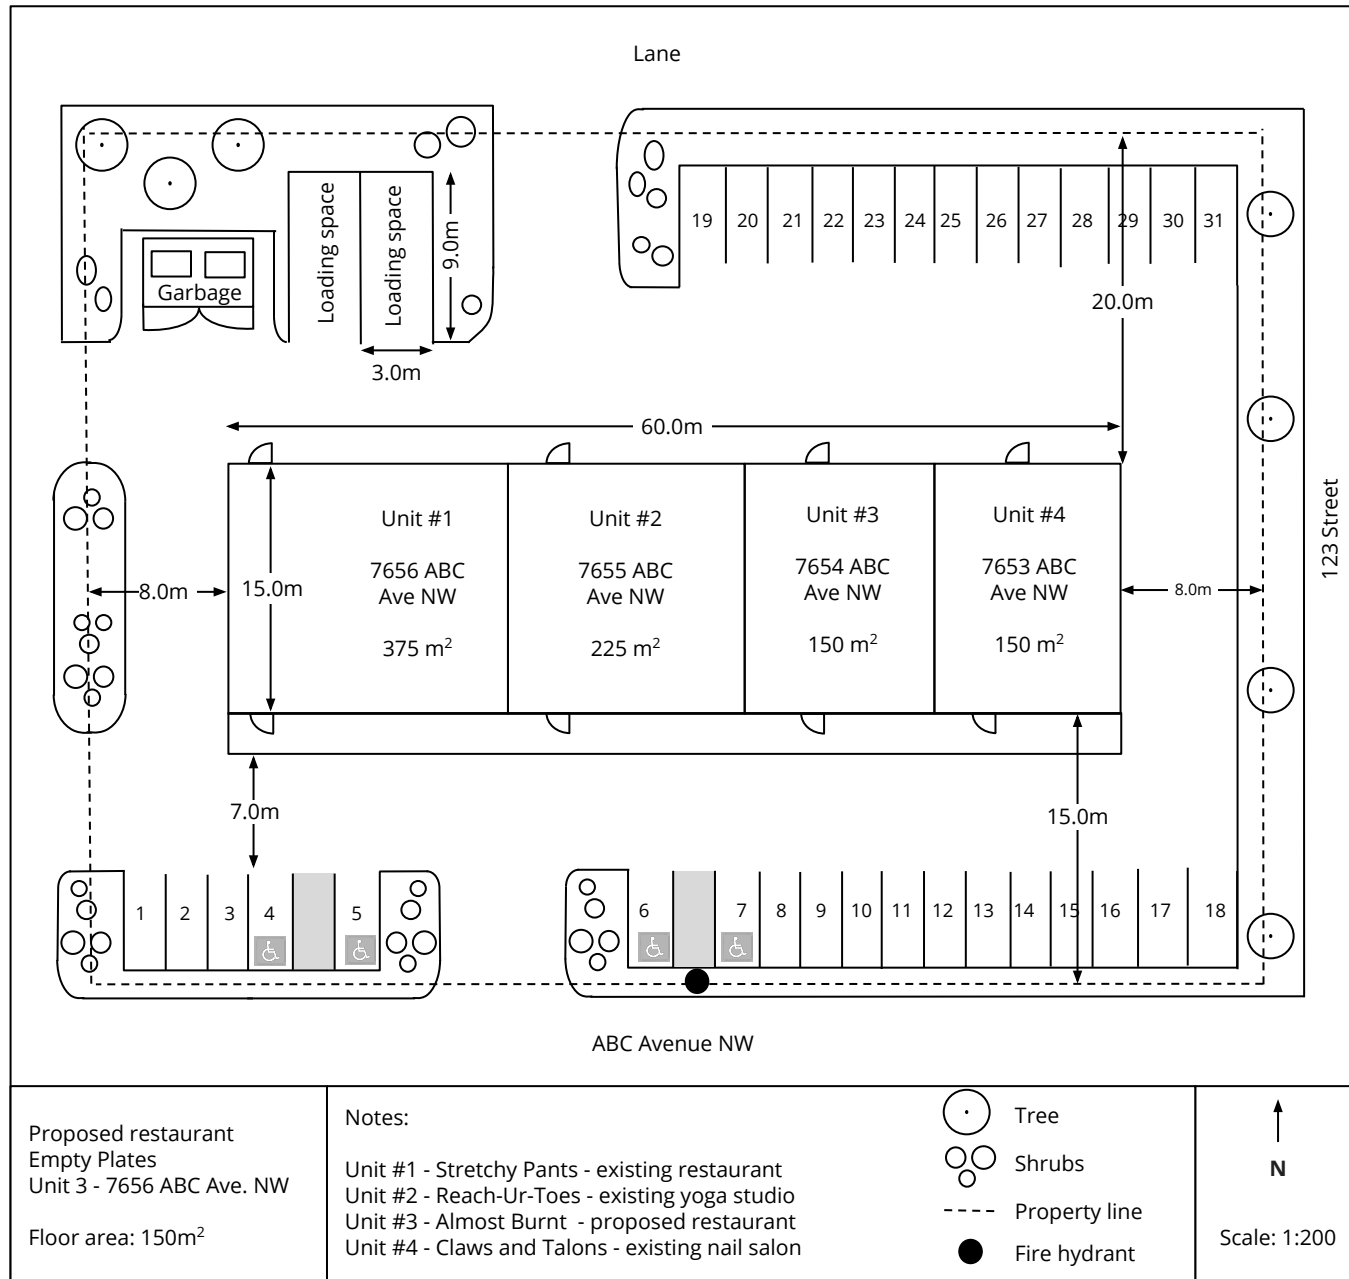 Lane
Loading space
Loading space
9.0m
Garbage
3.0m
19 20 21 22 23 24 25 26 27 28 29 30 31
20.0m
60.0m
123 Street
Unit #1
7656 ABC
Ave NW
375 m²
Unit #2
7655 ABC
Ave NW
225 m²
Unit #3
7654 ABC
Ave NW
150 m²
Unit #4
7653 ABC
Ave NW
150 m²
8.0m
15.0m
8.0m
7.0m
15.0m
1 2 3 4 5
6 7 8 9 10 11 12 13 14 15 16 17 18
ABC Avenue NW
Proposed restaurant
Empty Plates
Unit 3 - 7656 ABC Ave. NW
Floor area: 150m²
Notes:
Unit #1 - Stretchy Pants - existing restaurant
Unit #2 - Reach-Ur-Toes - existing yoga studio
Unit #3 - Almost Burnt - proposed restaurant
Unit #4 - Claws and Talons - existing nail salon
Tree
Shrubs
Property line
Fire hydrant
N
Scale: 1:200